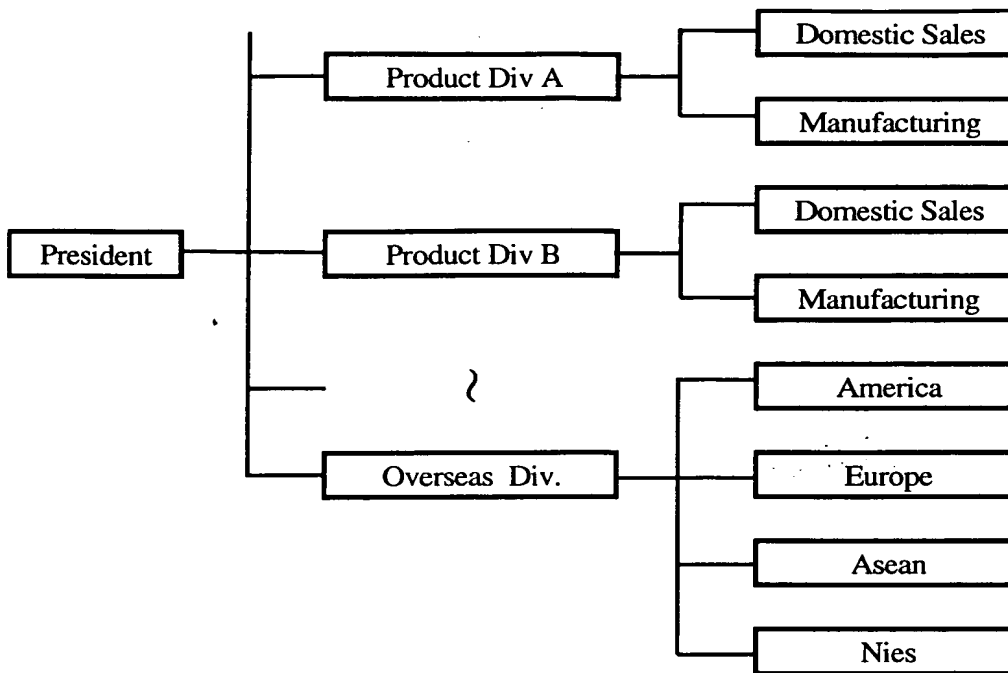 Domestic Sales
Product Div A
Manufacturing
Domestic Sales
President
Product Div B
Manufacturing
America
~
Overseas Div.
Europe
Asean
Nies